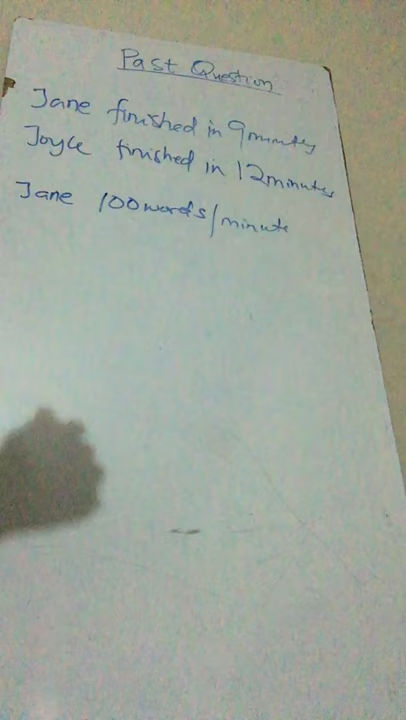 Past Question
Jane finished in 9minutes
Joyce finished in 12minutes
Jane 100words/minute